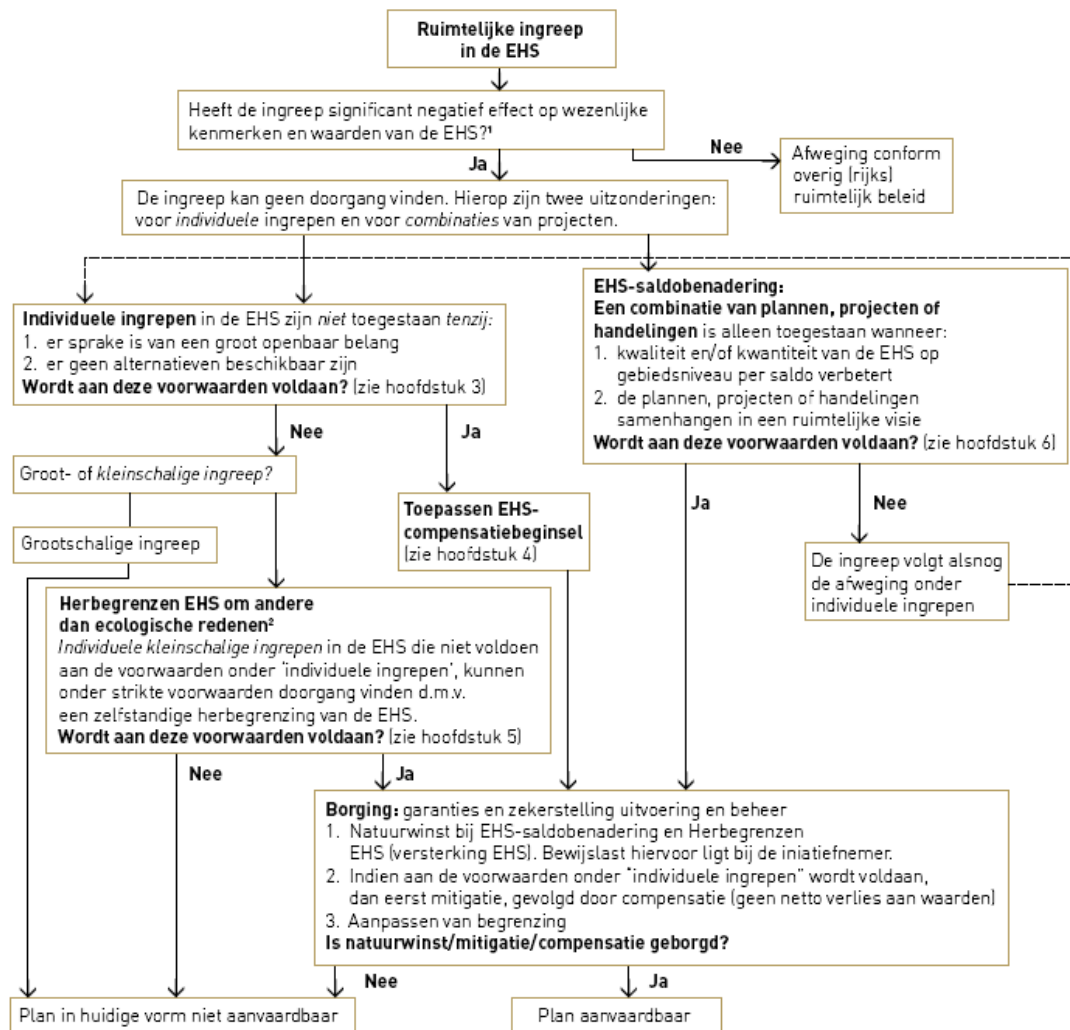 Ruimtelijke ingreep
in de EHS
Heeft de ingreep significant negatief effect op wezenlijke
kenmerken en waarden van de EHS?¹
Nee
Ja
Afweging conform
overig (rijks)
ruimtelijk beleid
De ingreep kan geen doorgang vinden. Hierop zijn twee uitzonderingen:
voor individuele ingrepen en voor combinaties van projecten.
Individuele ingrepen in de EHS zijn niet toegestaan tenzij:
1. er sprake is van een groot openbaar belang
2. er geen alternatieven beschikbaar zijn
Wordt aan deze voorwaarden voldaan? (zie hoofdstuk 3)
EHS-saldobenadering:
Een combinatie van plannen, projecten of
handelingen is alleen toegestaan wanneer:
1. kwaliteit en/of kwantiteit van de EHS op
gebiedsniveau per saldo verbetert
2. de plannen, projecten of handelingen
samenhangen in een ruimtelijke visie
Wordt aan deze voorwaarden voldaan? (zie hoofdstuk 6)
Nee
Ja
Groot- of kleinschalige ingreep?
Grootschalige ingreep
Toepassen EHS-
compensatiebeginsel
(zie hoofdstuk 4)
Ja
Nee
De ingreep volgt alsnog
de afweging onder
individuele ingrepen
Herbegrenzen EHS om andere
dan ecologische redenen²
Individuele kleinschalige ingrepen in de EHS die niet voldoen
aan de voorwaarden onder 'individuele ingrepen', kunnen
onder strikte voorwaarden doorgang vinden d.m.v.
een zelfstandige herbegrenzing van de EHS.
Wordt aan deze voorwaarden voldaan? (zie hoofdstuk 5)
Nee
Ja
Borging: garanties en zekerstelling uitvoering en beheer
1. Natuurwinst bij EHS-saldobenadering en Herbegrenzen
EHS (versterking EHS). Bewijslast hiervoor ligt bij de iniatiefnemer.
2. Indien aan de voorwaarden onder "individuele ingrepen" wordt voldaan,
dan eerst mitigatie, gevolgd door compensatie (geen netto verlies aan waarden)
3. Aanpassen van begrenzing
Is natuurwinst/mitigatie/compensatie geborgd?
Nee
Ja
Plan in huidige vorm niet aanvaardbaar
Plan aanvaardbaar